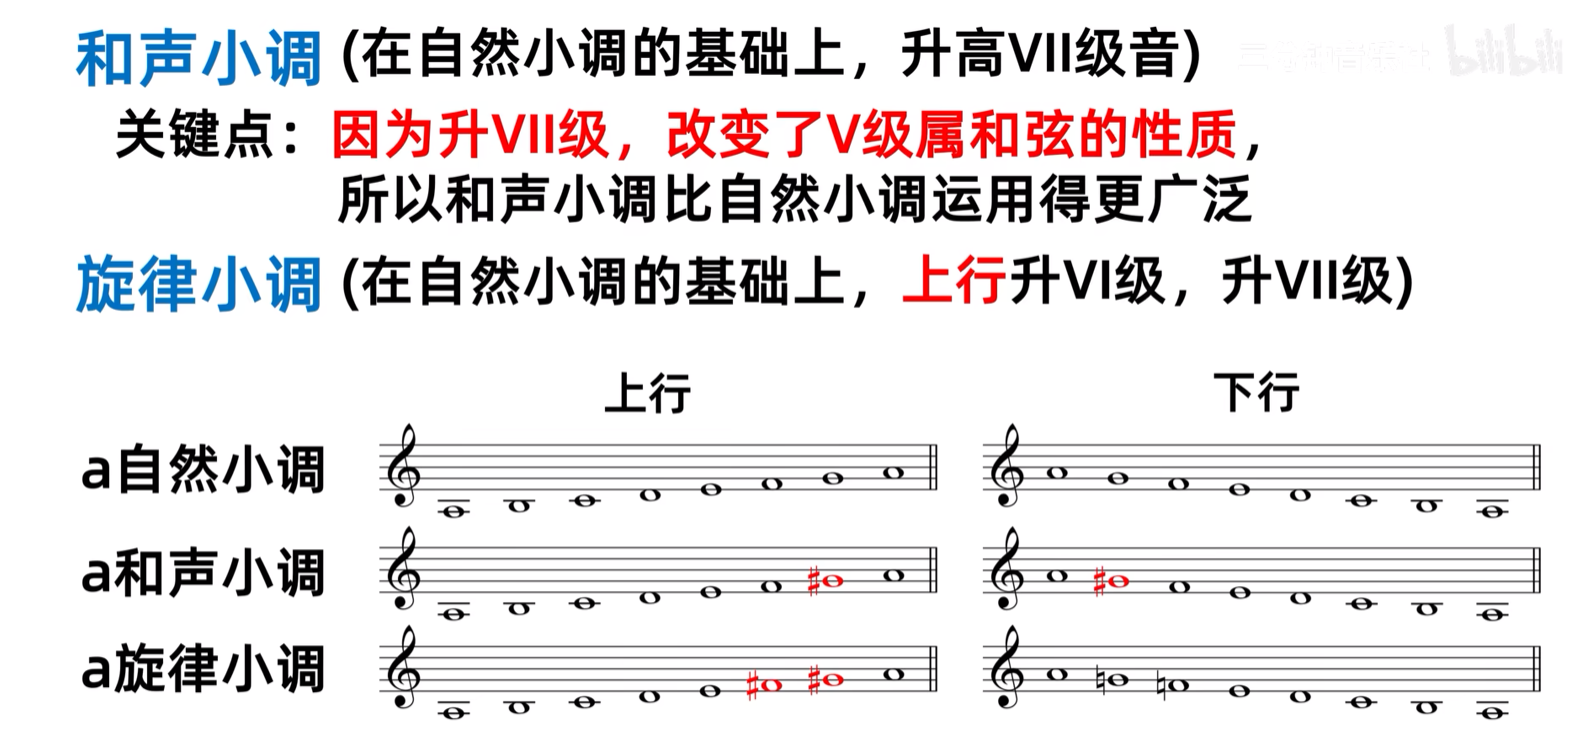 和声小调 (在自然小调的基础上，升高VII级音)
bilibili
关键点：因为升VII级，改变了V级属和弦的性质，
所以和声小调比自然小调运用得更广泛
旋律小调 (在自然小调的基础上，上行升VI级，升VII级)
上行 下行
a自然小调
a和声小调
a旋律小调